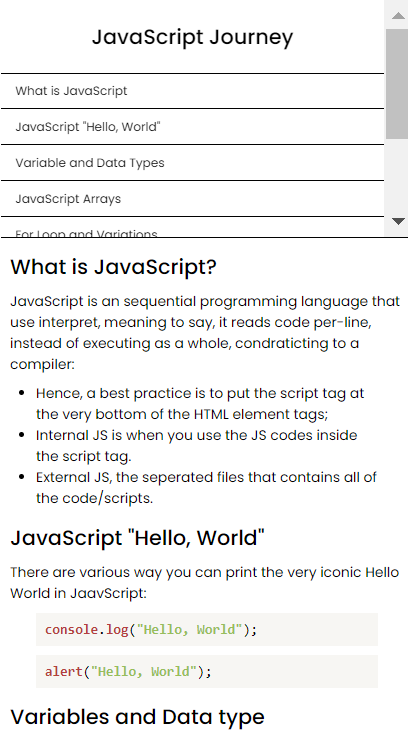 JavaScript Journey
What is JavaScript
JavaScript "Hello, World"
Variable and Data Types
JavaScript Arrays
For Loop and Variations
What is JavaScript?
JavaScript is an sequential programming language that
use interpret, meaning to say, it reads code per-line,
instead of executing as a whole, condraticting to a
compiler:
• Hence, a best practice is to put the script tag at
the very bottom of the HTML element tags;
• Internal JS is when you use the JS codes inside
the script tag.
• External JS, the seperated files that contains all of
the code/scripts.
JavaScript "Hello, World"
There are various way you can print the very iconic Hello
World in JaavScript:
console.log("Hello, World");
alert("Hello, World");
Variables and Data type